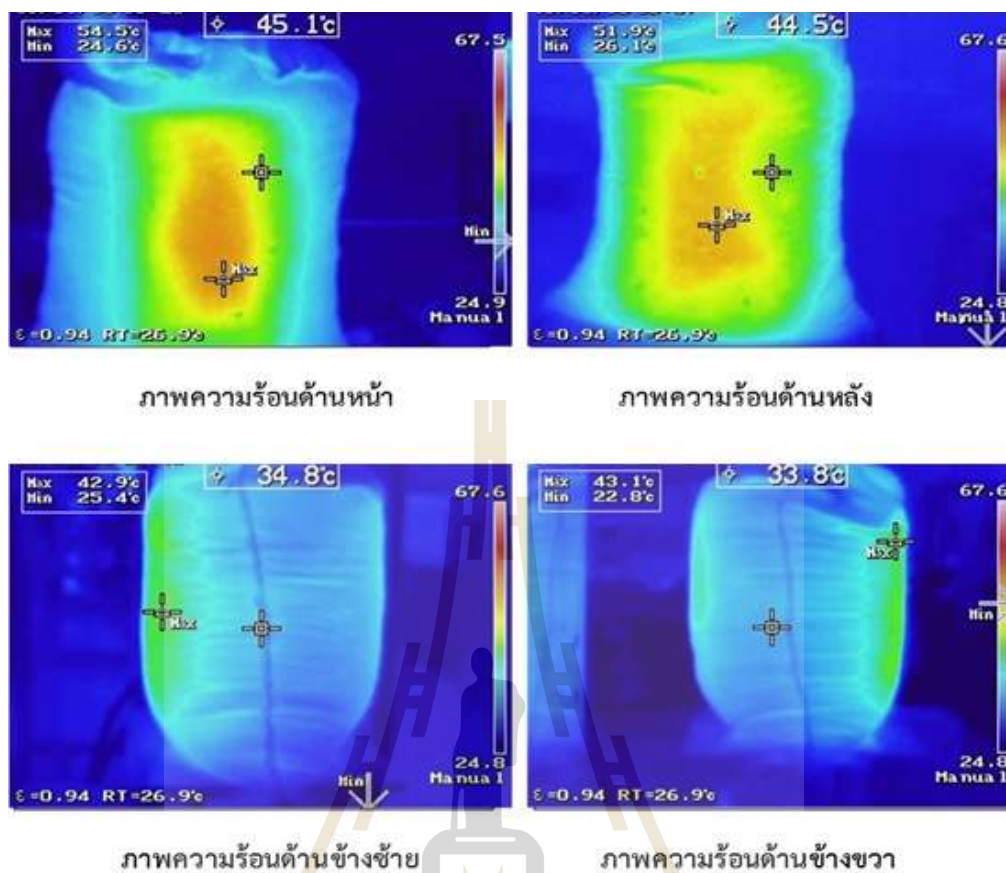 45.1℃
Max 54.5℃
Min 24.6℃
67.5
Max
Min
24.9
Manual
ε=0.94 RT=26.9℃
44.5℃
Max 51.9℃
Min 26.1℃
67.6
Max
24.8
Manual
ε=0.94 RT=26.9℃
ภาพความร้อนด้านหน้า
ภาพความร้อนด้านหลัง
34.8℃
Max 42.9℃
Min 25.4℃
67.6
Max
24.8
Manual
Min
ε=0.94 RT=26.9℃
33.8℃
Max 43.1℃
Min 22.8℃
67.6
Max
Min
24.8
Manual
ε=0.94 RT=26.9℃
ภาพความร้อนด้านข้างซ้าย
ภาพความร้อนด้านข้างขวา